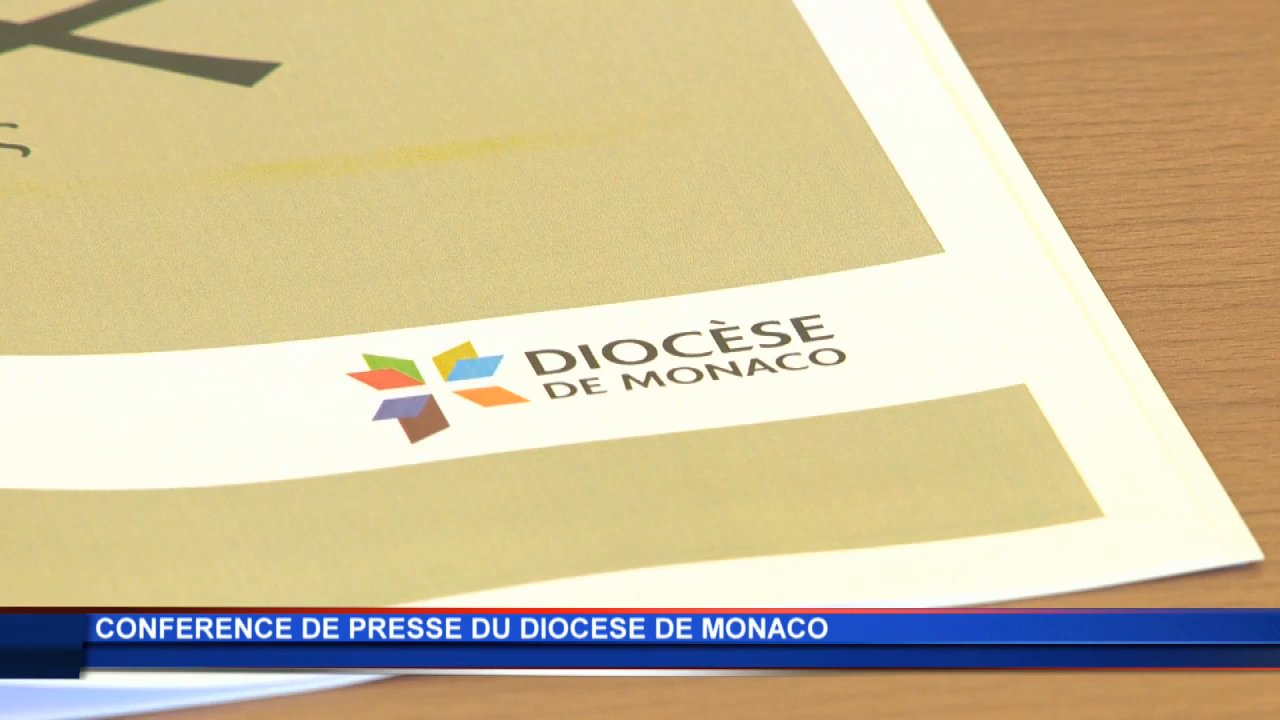 DIOCÈSE
DE MONACO
CONFERENCE DE PRESSE DU DIOCESE DE MONACO